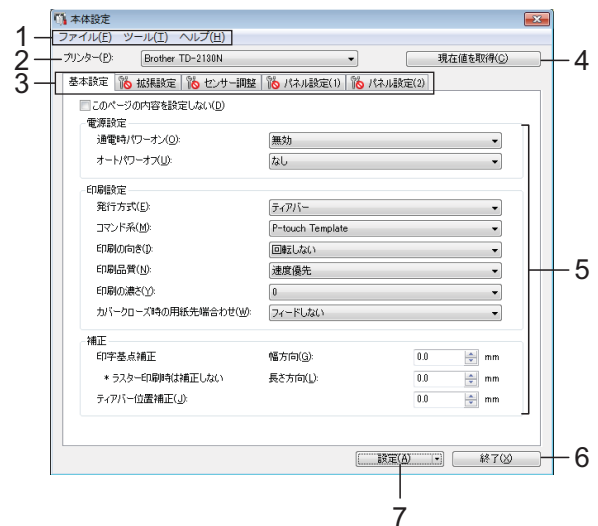 本体設定
1
ファイル(F) ツール(T) ヘルプ(H)
2
プリンター(P): Brother TD-2130N 現在値を取得(C)
4
3
基本設定 拡張設定 センサー調整 パネル設定(1) パネル設定(2)
このページの内容を設定しない(D)
電源設定
通電時パワーオン(O): 無効
オートパワーオフ(U): なし
印刷設定
発行方式(E): ティアバー
コマンド系(M): P-touch Template
印刷の向き(I): 回転しない
印刷品質(N): 速度優先
5
印刷の濃さ(Y): 0
カバークローズ時の用紙先端合わせ(W): フィードしない
補正
印字基点補正 幅方向(G): 0.0 mm
* ラスター印刷時は補正しない 長さ方向(L): 0.0 mm
ティアバー位置補正(J): 0.0 mm
設定(A) 終了(X)
6
7